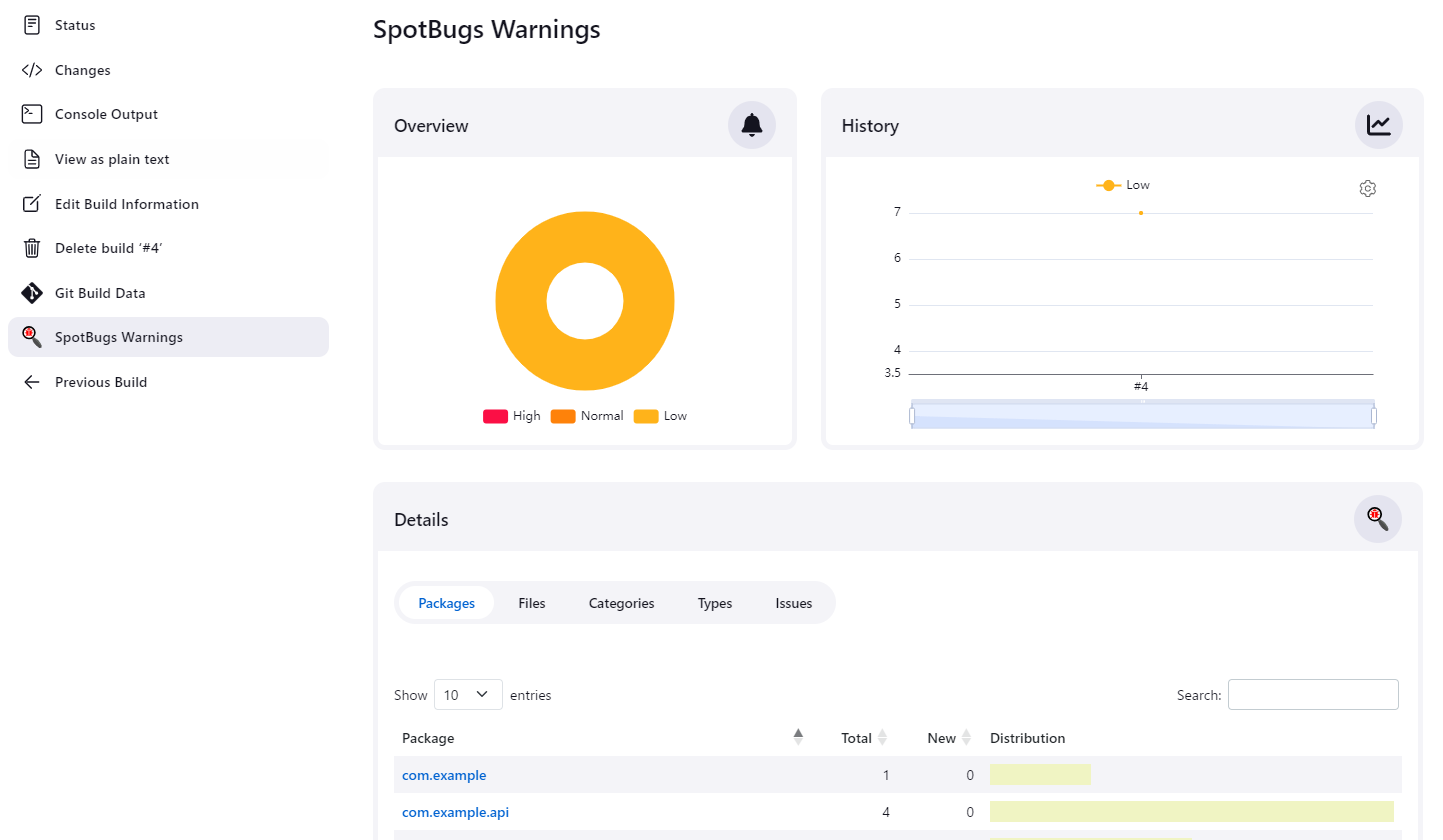 Status
Changes
Console Output
View as plain text
Edit Build Information
Delete build ‘#4’
Git Build Data
SpotBugs Warnings
Previous Build
SpotBugs Warnings
Overview
High Normal Low
History
Low
7
6
5
4
3.5
#4
Details
Packages Files Categories Types Issues
Show 10 entries Search:
Package Total New Distribution
com.example 1 0
com.example.api 4 0